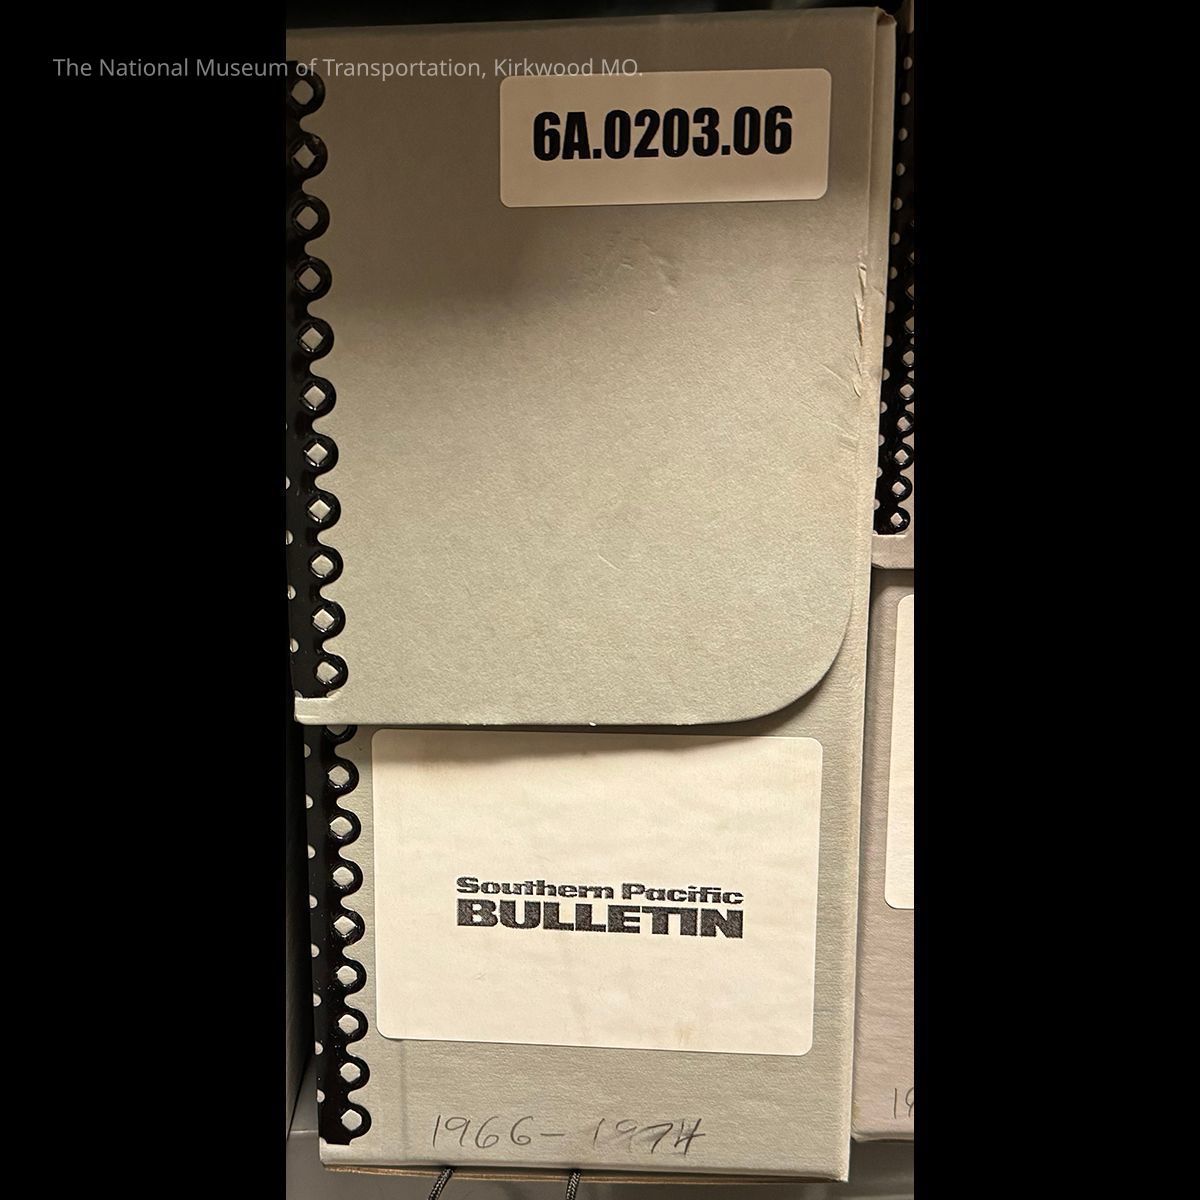 The National Museum of Transportation, Kirkwood MO.
6A.0203.06
Southern Pacific
BULLETIN
1966-1974